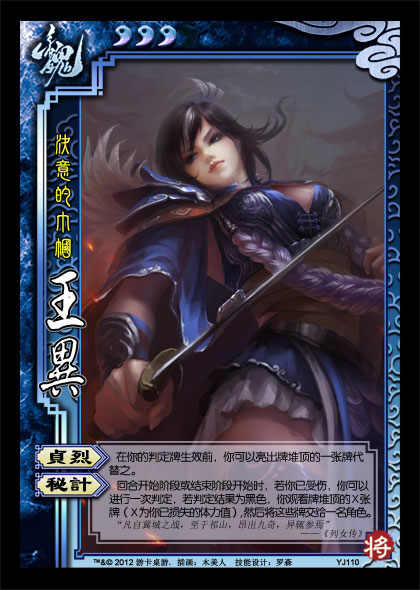 魏
決意的巾幗
王異
貞烈
在你的判定牌生效前，你可以亮出牌堆顶的一张牌代
替之。
秘計
回合开始阶段或结束阶段开始时，若你已受伤，你可以
进行一次判定，若判定结果为黑色，你观看牌堆顶的X张
牌（X为你已损失的体力值），然后将这些牌交给一名角色。
“凡自冀城之战，至于祁山，昂出九奇，异辄参焉”
——《列女传》
™&© 2012 游卡桌游. 插画：木美人 技能设计：罗森 YJ110
将